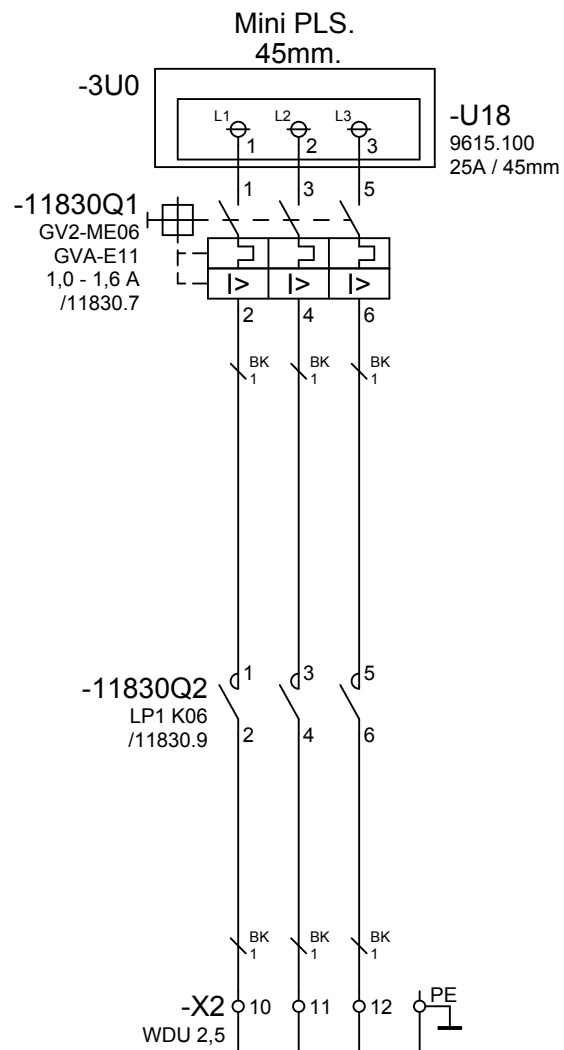 Mini PLS.
45mm.
-3U0
L1 L2 L3
1 2 3
-U18
9615.100
25A / 45mm
1 3 5
-11830Q1
GV2-ME06
GVA-E11
1,0 - 1,6 A
/11830.7
I> I> I>
2 4 6
BK BK BK
1 1 1
1 3 5
-11830Q2
LP1 K06
/11830.9
2 4 6
BK BK BK
1 1 1
-X2 10 11 12 PE
WDU 2,5